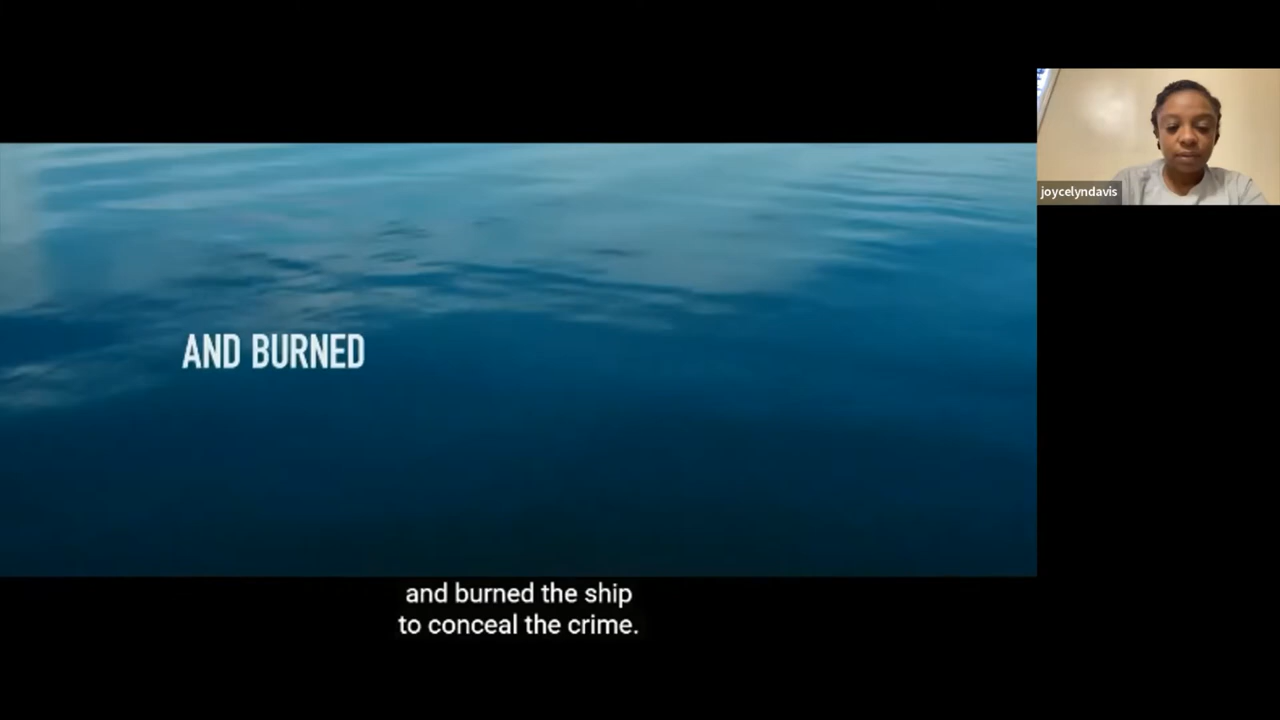 joycelyndavis
AND BURNED
and burned the ship
to conceal the crime.